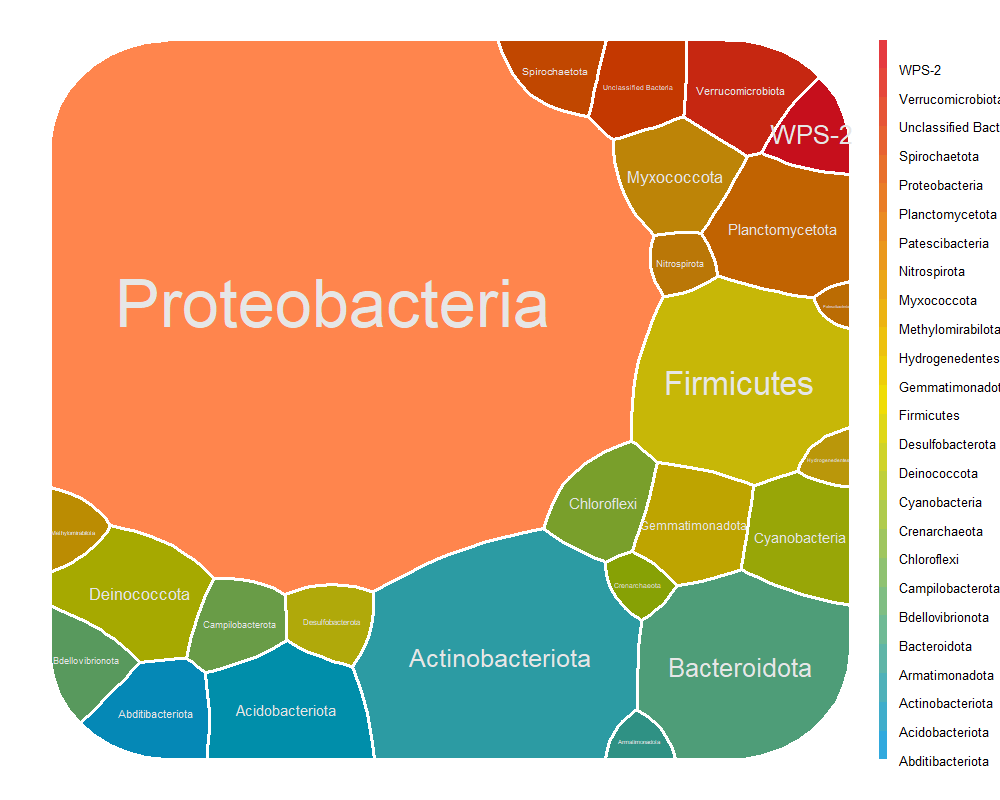 Spirochaetota
Unclassified Bacteria
Verrucomicrobiota
WPS-2
Myxococcota
Planctomycetota
Nitrospirota
Proteobacteria
Firmicutes
Chloroflexi
Gemmatimonadota
Cyanobacteria
Deinococcota
Campilobacterota
Desulfobacterota
Crenarchaeota
Actinobacteriota
Bacteroidota
Bdellovibrionota
Abditibacteriota
Acidobacteriota
Armatimonadota
Methylomirabilota
WPS-2
Verrucomicrobiota
Unclassified Bact
Spirochaetota
Proteobacteria
Planctomycetota
Patescibacteria
Nitrospirota
Myxococcota
Methylomirabilota
Hydrogenedentes
Gemmatimonadot
Firmicutes
Desulfobacterota
Deinococcota
Cyanobacteria
Crenarchaeota
Chloroflexi
Campilobacterota
Bdellovibrionota
Bacteroidota
Armatimonadota
Actinobacteriota
Acidobacteriota
Abditibacteriota